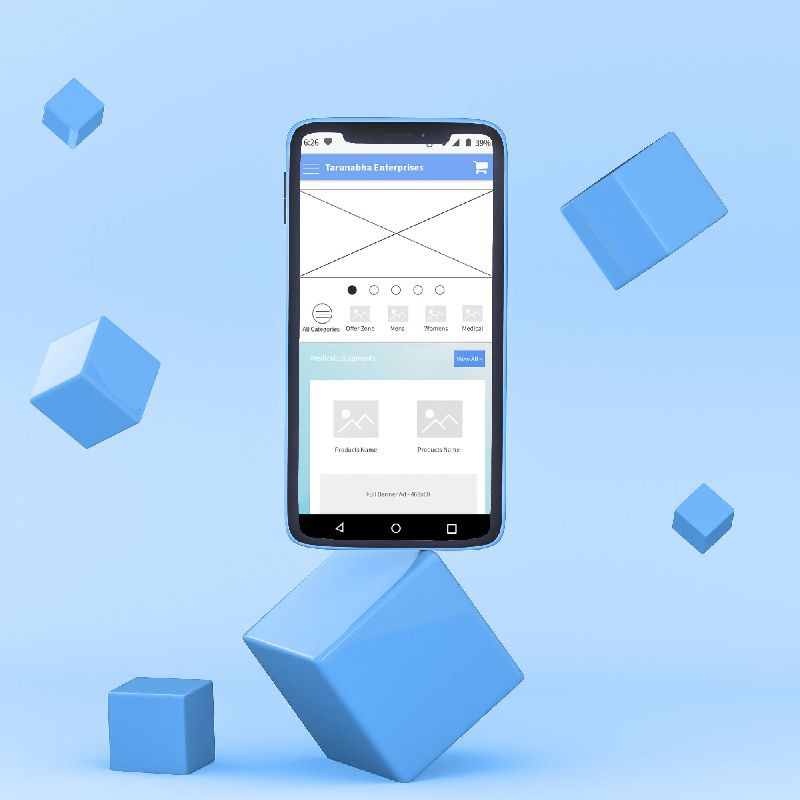 6:26 39%
Tarunabha Enterprises
All Categories Offer Zone Mens Womens Medical
Medical Equipments View All
Products Name Products Name
Full Banner Ad - 468x60